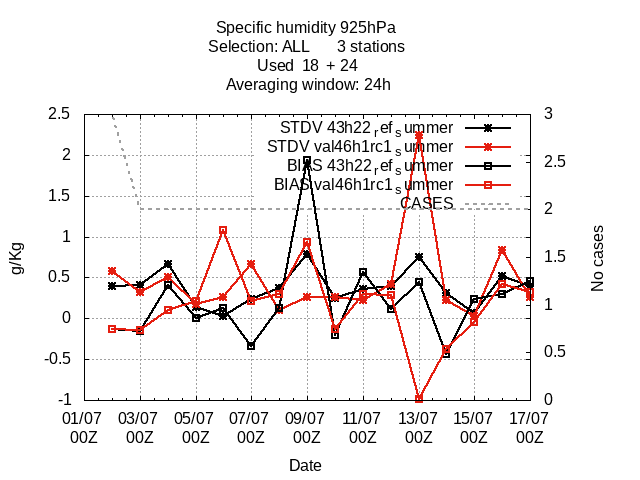 Specific humidity 925hPa
Selection: ALL 3 stations
Used 18 + 24
Averaging window: 24h
STDV 43h22_ref_summer
STDV val46h1rc1_summer
BIAS 43h22_ref_summer
BIAS val46h1rc1_summer
CASES
2.5
2
1.5
1
0.5
0
-0.5
-1
g/Kg
3
2.5
2
1.5
1
0.5
0
No cases
01/07 03/07 05/07 07/07 09/07 11/07 13/07 15/07 17/07
00Z 00Z 00Z 00Z 00Z 00Z 00Z 00Z 00Z
Date